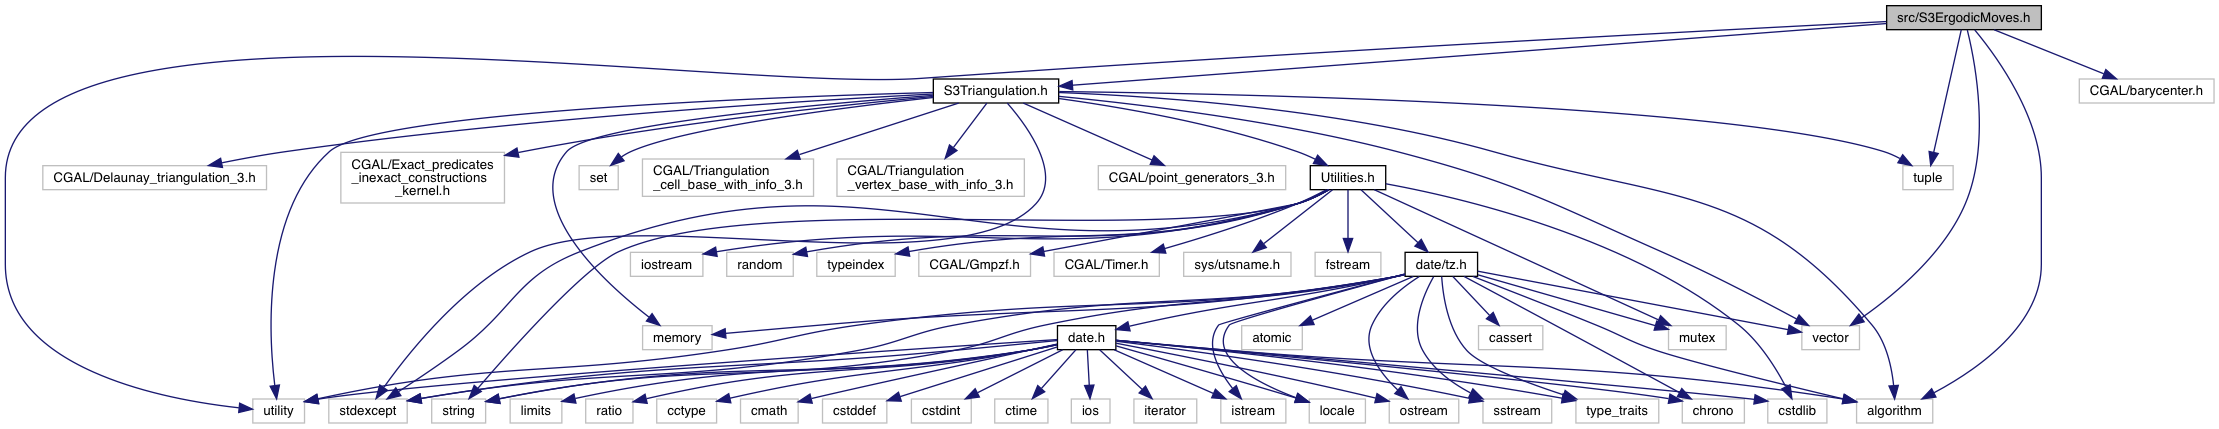 src/S3ErgodicMoves.h
S3Triangulation.h
CGAL/barycenter.h
CGAL/Delaunay_triangulation_3.h
CGAL/Exact_predicates
_inexact_constructions
_kernel.h
set
CGAL/Triangulation
_cell_base_with_info_3.h
CGAL/Triangulation
_vertex_base_with_info_3.h
CGAL/point_generators_3.h
Utilities.h
tuple
iostream
random
typeindex
CGAL/Gmpzf.h
CGAL/Timer.h
sys/utsname.h
fstream
date/tz.h
memory
date.h
atomic
cassert
mutex
vector
utility
stdexcept
string
limits
ratio
cctype
cmath
cstddef
cstdint
ctime
ios
iterator
istream
locale
ostream
sstream
type_traits
chrono
cstdlib
algorithm